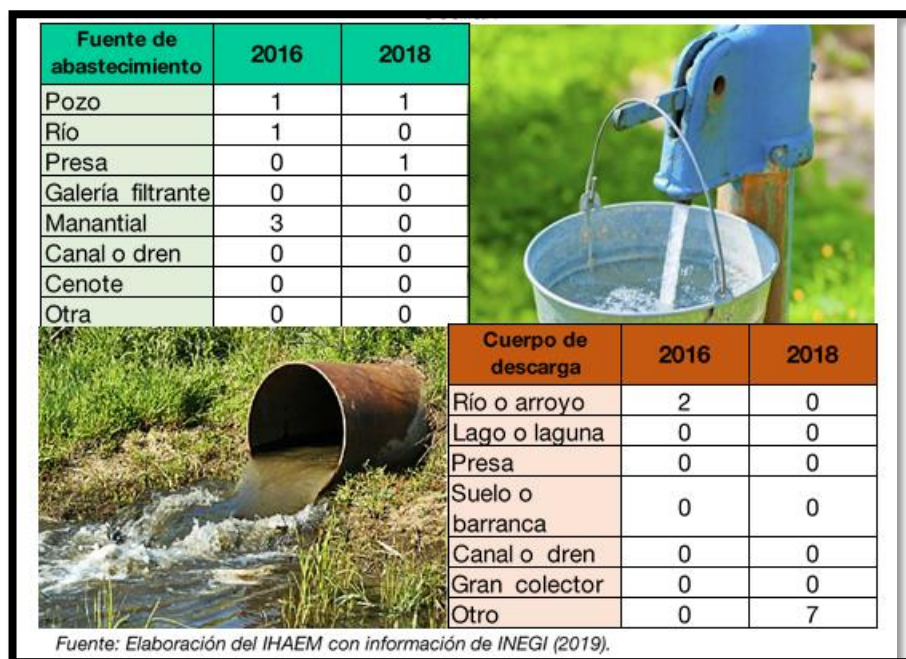 Fuente de abastecimiento 2016 2018
Pozo 1 1
Río 1 0
Presa 0 1
Galería filtrante 0 0
Manantial 3 0
Canal o dren 0 0
Cenote 0 0
Otra 0 0
Cuerpo de descarga 2016 2018
Río o arroyo 2 0
Lago o laguna 0 0
Presa 0 0
Suelo o barranca 0 0
Canal o dren 0 0
Gran colector 0 0
Otro 0 7
Fuente: Elaboración del IHAEM con información de INEGI (2019).